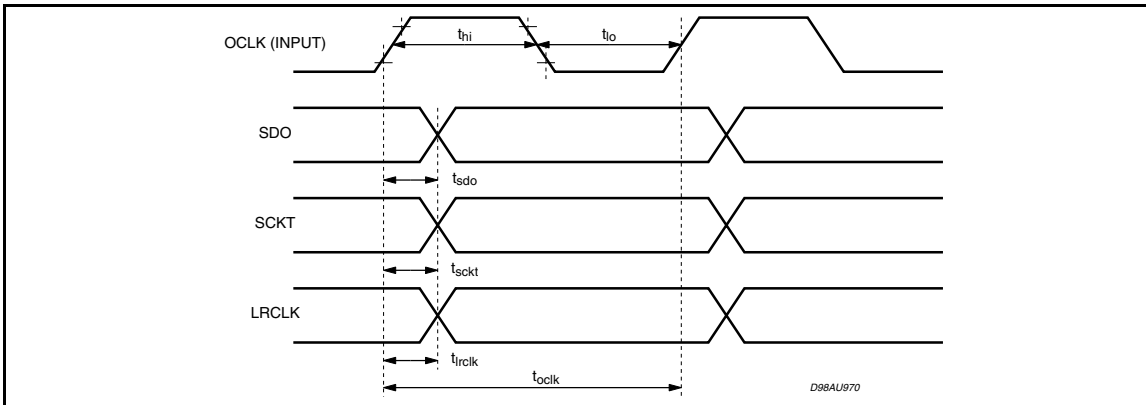 OCLK (INPUT)
thi
tlo
SDO
tsdo
SCKT
tsckt
LRCLK
tlrclk
toclk
D98AU970